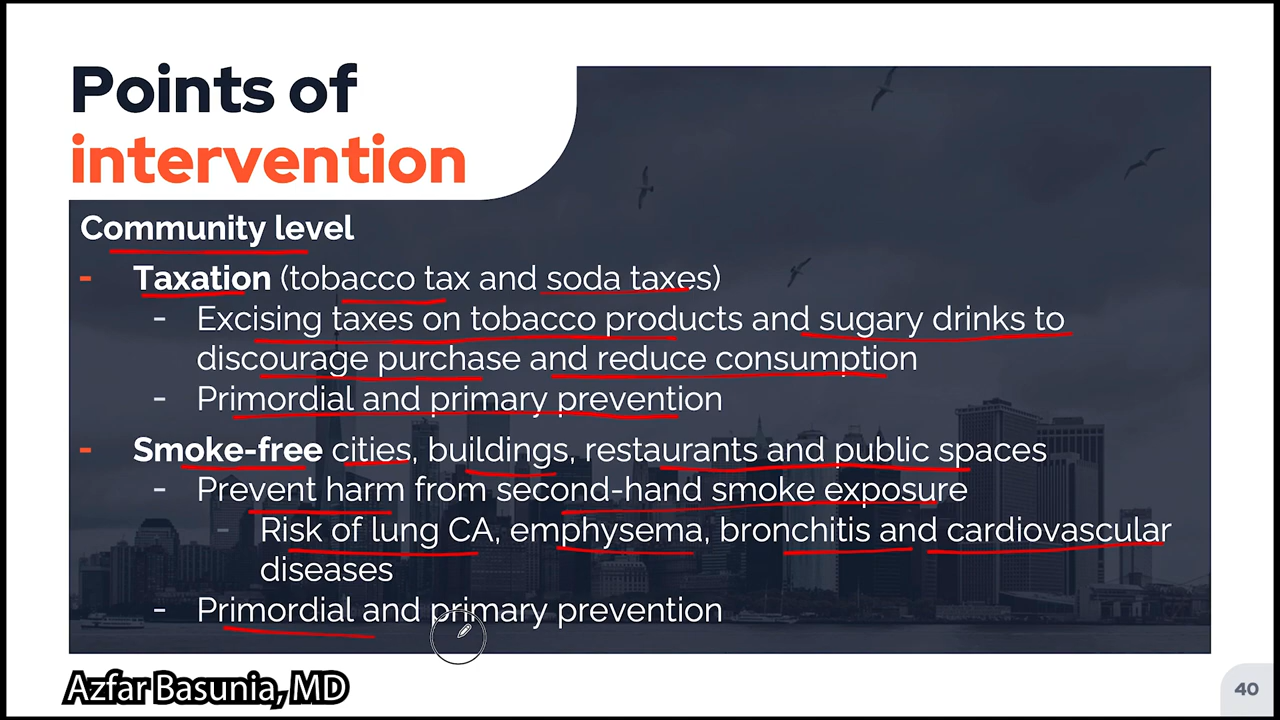 Points of
intervention
Community level
- Taxation (tobacco tax and soda taxes)
- Excising taxes on tobacco products and sugary drinks to
discourage purchase and reduce consumption
- Primordial and primary prevention
- Smoke-free cities, buildings, restaurants and public spaces
- Prevent harm from second-hand smoke exposure
- Risk of lung CA, emphysema, bronchitis and cardiovascular
diseases
- Primordial and primary prevention
Azfar Basunia, MD
40